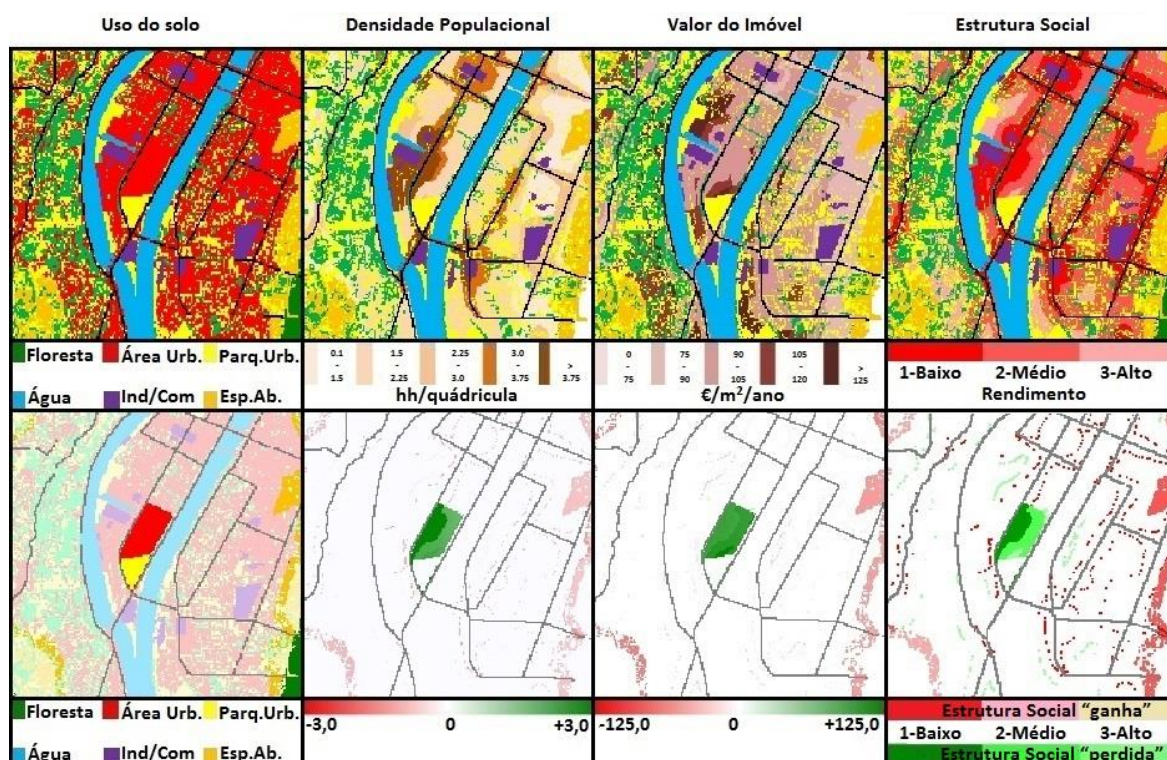 Uso do solo
Densidade Populacional
Valor do Imóvel
Estrutura Social
Floresta Área Urb. Parq.Urb.
Água Ind/Com Esp.Ab.
0.1 - 1.5
1.5 - 2.25
2.25 - 3.0
3.0 - 3.75
> 3.75
hh/quádricula
0 - 75
75 - 90
90 - 105
105 - 120
> 125
€/m²/ano
1-Baixo 2-Médio 3-Alto
Rendimento
Floresta Área Urb. Parq.Urb.
Água Ind/Com Esp.Ab.
-3,0 0 +3,0
-125,0 0 +125,0
Estrutura Social “ganha”
1-Baixo 2-Médio 3-Alto
Estrutura Social “perdida”